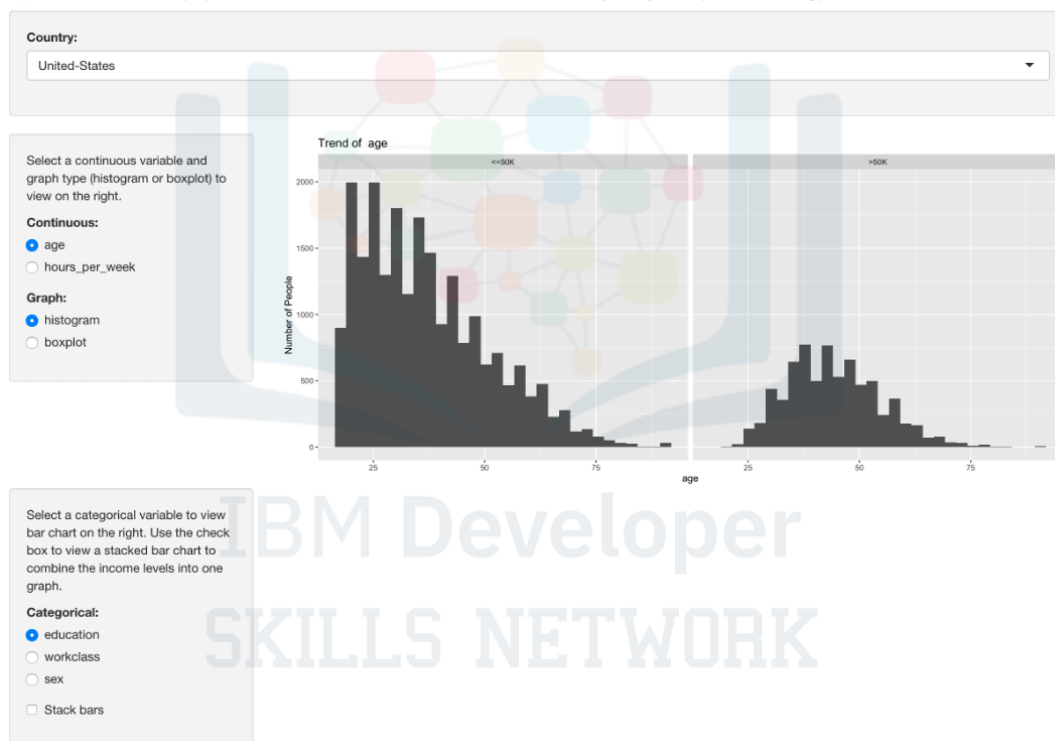 Country:
United-States
Select a continuous variable and
graph type (histogram or boxplot) to
view on the right.
Continuous:
age
hours_per_week
Graph:
histogram
boxplot
Trend of age
<=50K
>50K
Number of People
2000
1500
1000
500
0
25
50
75
25
50
75
age
Select a categorical variable to view
bar chart on the right. Use the check
box to view a stacked bar chart to
combine the income levels into one
graph.
Categorical:
education
workclass
sex
Stack bars
IBM Developer
SKILLS NETWORK